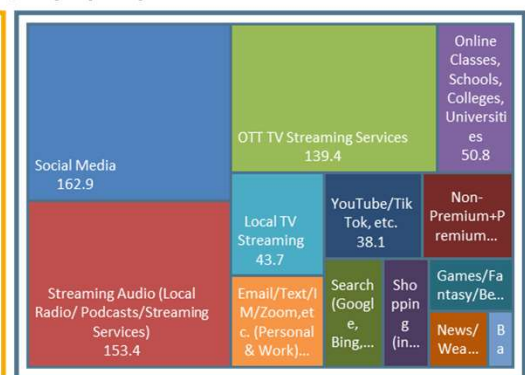 Social Media
162.9
Streaming Audio (Local
Radio/ Podcasts/Streaming
Services)
153.4
OTT TV Streaming Services
139.4
Online
Classes,
Schools,
Colleges,
Universiti
es
50.8
Local TV
Streaming
43.7
Email/Text/I
M/Zoom,et
c. (Personal
& Work)...
YouTube/Tik
Tok, etc.
38.1
Non-
Premium+P
remium...
Search
(Googl
e,
Bing,...
Sho
ppin
g
(in...
Games/Fa
ntasy/Be...
News/
Wea...
Ba